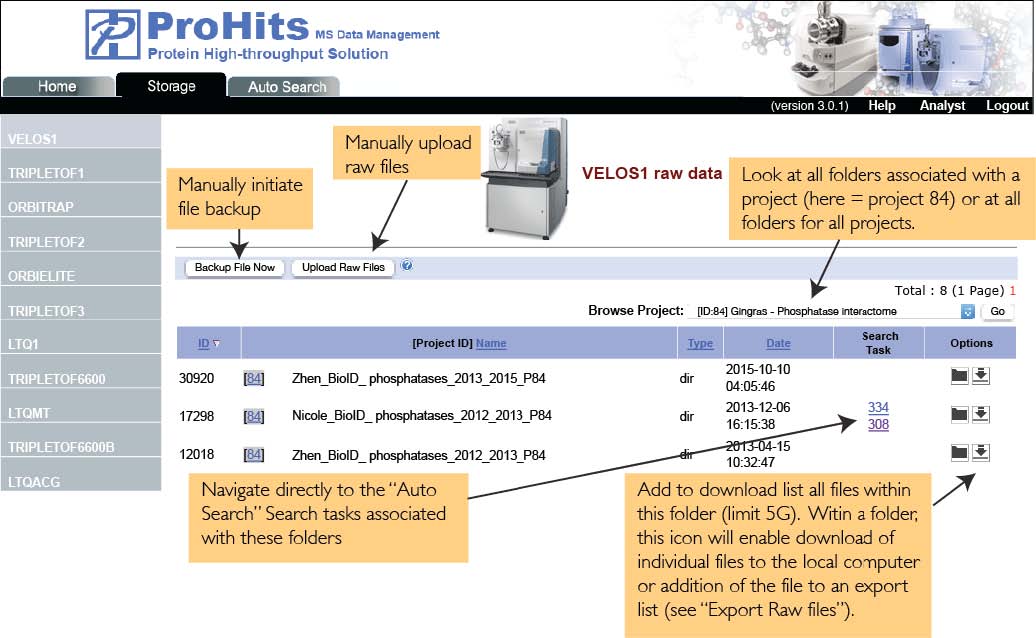 ProHits MS Data Management
Protein High-throughput Solution
Home
Storage
Auto Search
(version 3.0.1) Help Analyst Logout
VELOS1
TRIPLETOF1
ORBITRAP
TRIPLETOF2
ORBIELITE
TRIPLETOF3
LTQ1
TRIPLETOF6600
LTQMT
TRIPLETOF6600B
LTQACG
Manually initiate
file backup
Manually upload
raw files
VELOS1 raw data
Look at all folders associated with a
project (here = project 84) or at all
folders for all projects.
Backup File Now
Upload Raw Files
?
Total : 8 (1 Page) 1
Browse Project: [ID:84] Gingras - Phosphatase interactome Go
ID [Project ID] Name Type Date Search
Task Options
30920 [84] Zhen_BioID_ phosphatases_2013_2015_P84 dir 2015-10-10
04:05:46
17298 [84] Nicole_BioID_ phosphatases_2012_2013_P84 dir 2013-12-06 334
16:15:38 308
12018 [84] Zhen_BioID_ phosphatases_2012_2013_P84 dir 2013-04-15
10:32:47
Navigate directly to the “Auto
Search” Search tasks associated
with these folders
Add to download list all files within
this folder (limit 5G). Witin a folder,
this icon will enable download of
individual files to the local computer
or addition of the file to an export
list (see “Export Raw files”).